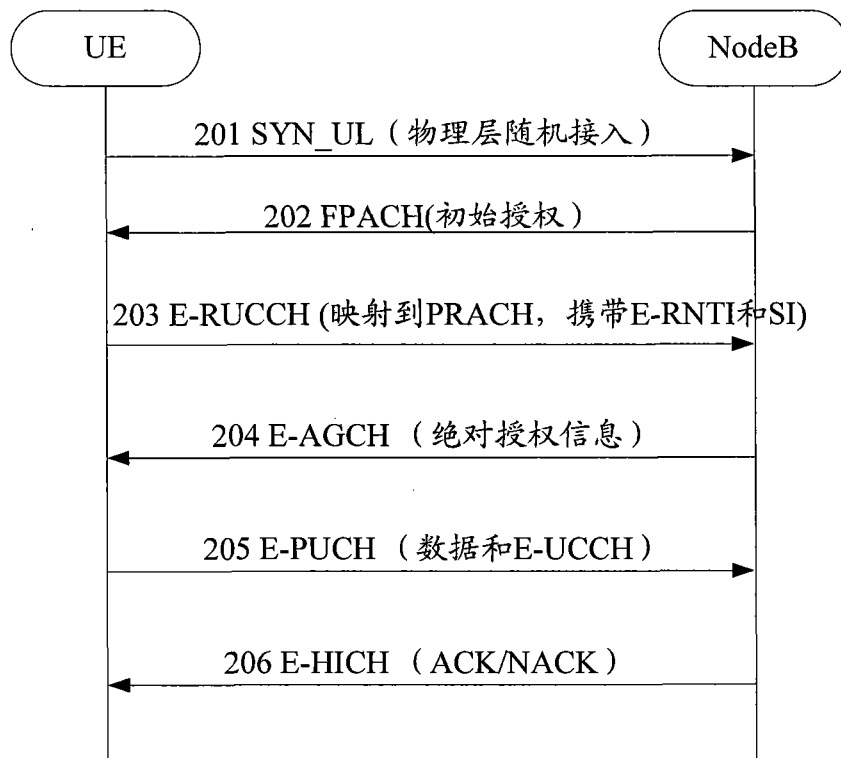 UE
NodeB
201 SYN_UL（物理层随机接入）
202 FPACH(初始授权）
203 E-RUCCH (映射到PRACH，携带E-RNTI和SI)
204 E-AGCH （绝对授权信息）
205 E-PUCH （数据和E-UCCH）
206 E-HICH （ACK/NACK）